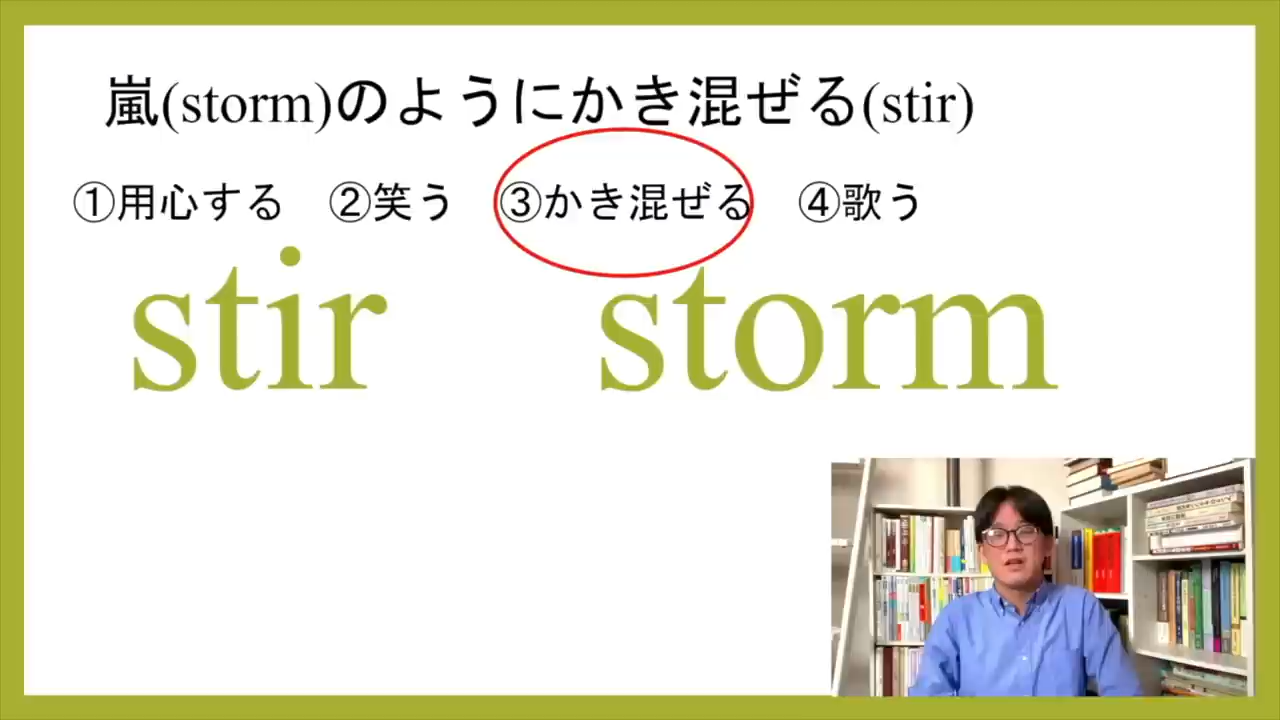 嵐(storm)のようにかき混ぜる(stir)
①用心する ②笑う ③かき混ぜる ④歌う
stir storm